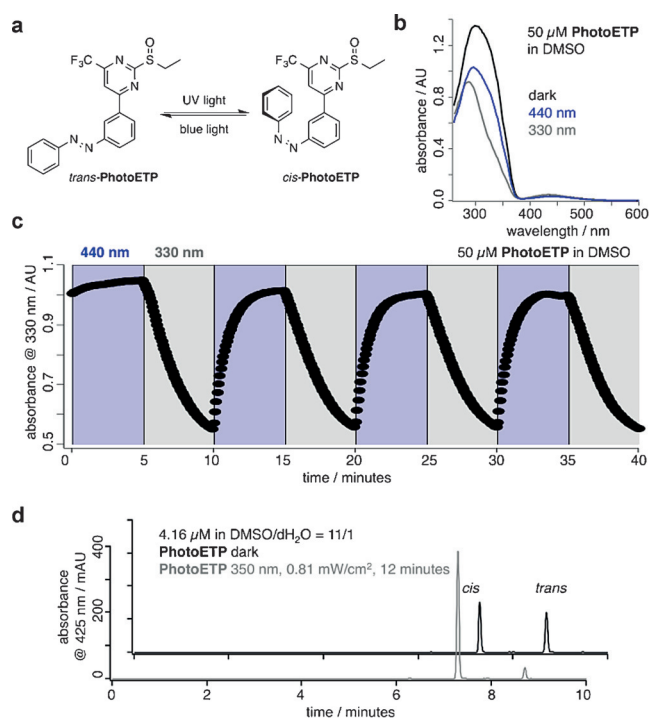 a
O
F3C
N
N
S
N
N
trans-PhotoETP
UV light
blue light
O
F3C
N
N
S
N
N
cis-PhotoETP
b
50 µM PhotoETP
in DMSO
dark
440 nm
330 nm
absorbance / AU
0.0 0.4 0.8 1.2
300 400 500 600
wavelength / nm
c
440 nm 330 nm 50 µM PhotoETP in DMSO
absorbance @ 330 nm / AU
1.1
0.9
0.7
0.5
0 5 10 15 20 25 30 35 40
time / minutes
d
4.16 µM in DMSO/dH2O = 11/1
PhotoETP dark
PhotoETP 350 nm, 0.81 mW/cm2, 12 minutes
cis trans
absorbance
@ 425 nm / mAU
400
200
0
0 2 4 6 8 10
time / minutes